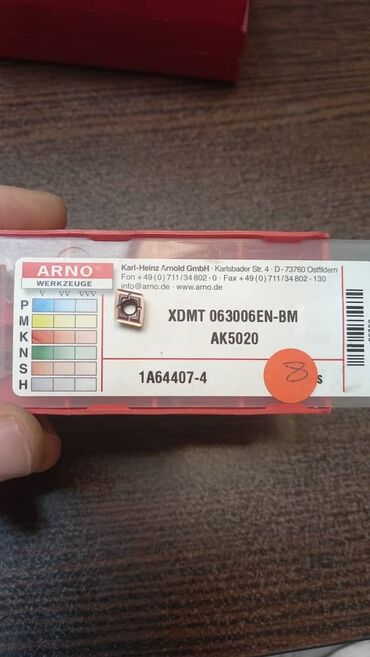 ARNO
WERKZEUGE
Karl-Heinz Arnold GmbH · Karlsbader Str. 4 · D-73760 Ostfildern
Fon +49 (0) 711/34 802 - 0 · Fax +49 (0) 711/34 802 - 130
info@arno.de · www.arno.de
P
M
K
N
S
H
XDMT 063006EN-BM
AK5020
1A64407-4
8
s